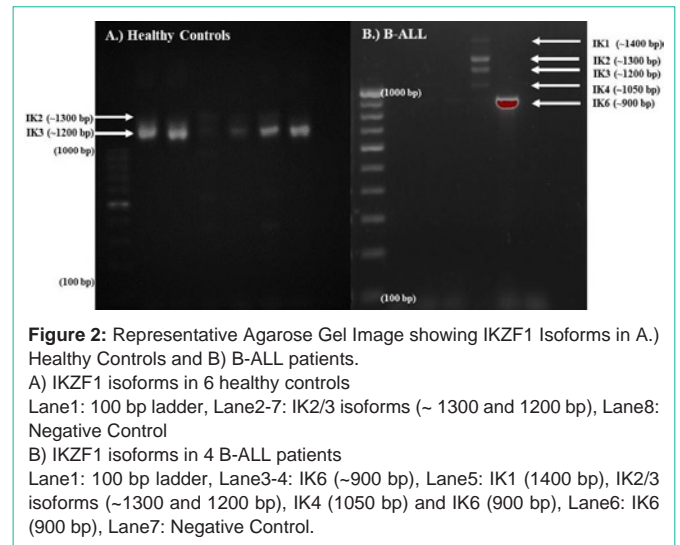 A.) Healthy Controls
IK2 (~1300 bp)
IK3 (~1200 bp)
(1000 bp)
(100 bp)
B.) B-ALL
(1000 bp)
(100 bp)
IK1 (~1400 bp)
IK2 (~1300 bp)
IK3 (~1200 bp)
IK4 (~1050 bp)
IK6 (~900 bp)
Figure 2: Representative Agarose Gel Image showing IKZF1 Isoforms in A.)
Healthy Controls and B) B-ALL patients.
A) IKZF1 isoforms in 6 healthy controls
Lane1: 100 bp ladder, Lane2-7: IK2/3 isoforms (~ 1300 and 1200 bp), Lane8:
Negative Control
B) IKZF1 isoforms in 4 B-ALL patients
Lane1: 100 bp ladder, Lane3-4: IK6 (~900 bp), Lane5: IK1 (1400 bp), IK2/3
isoforms (~1300 and 1200 bp), IK4 (1050 bp) and IK6 (900 bp), Lane6: IK6
(900 bp), Lane7: Negative Control.